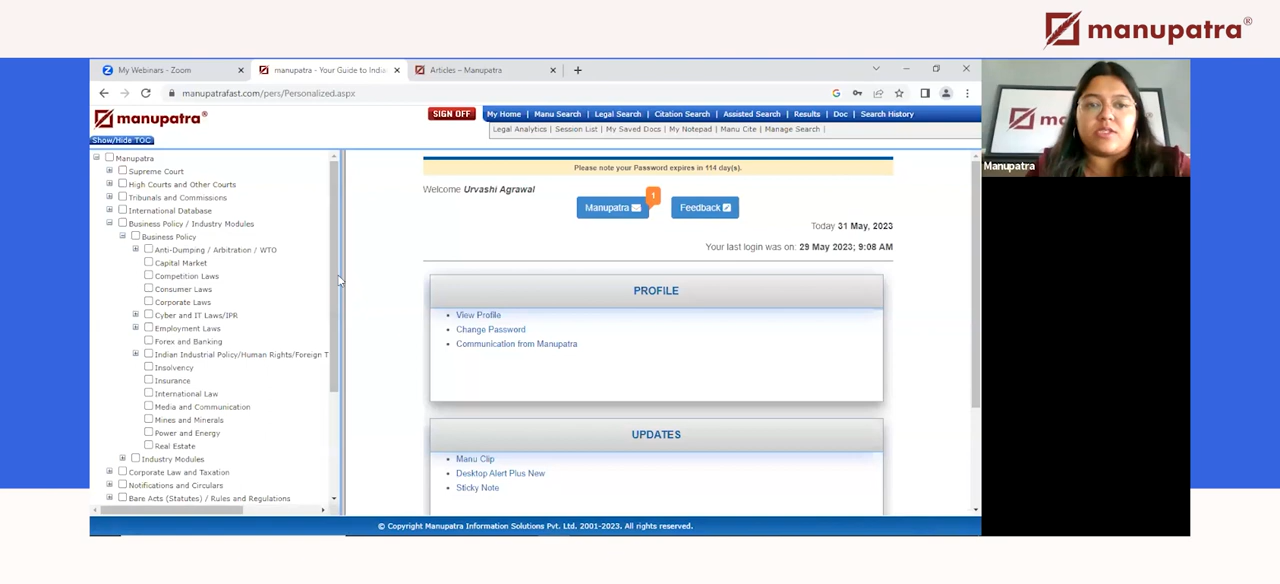 manupatra®
My Webinars - Zoom
manupatra - Your Guide to India
Articles – Manupatra
manupatrafast.com/pers/Personalized.aspx
manupatra®
SIGN OFF
My Home | Manu Search | Legal Search | Citation Search | Assisted Search | Results | Doc | Search History
Legal Analytics | Session List | My Saved Docs | My Notepad | Manu Cite | Manage Search |
Show/Hide TOC
Manupatra
Supreme Court
High Courts and Other Courts
Tribunals and Commissions
International Database
Business Policy / Industry Modules
Business Policy
Anti-Dumping / Arbitration / WTO
Capital Market
Competition Laws
Consumer Laws
Corporate Laws
Cyber and IT Laws/IPR
Employment Laws
Forex and Banking
Indian Industrial Policy/Human Rights/Foreign T
Insolvency
Insurance
International Law
Media and Communication
Mines and Minerals
Power and Energy
Real Estate
Industry Modules
Corporate Law and Taxation
Notifications and Circulars
Bare Acts (Statutes) / Rules and Regulations
Please note your Password expires in 114 day(s).
Welcome Urvashi Agrawal
Manupatra
1
Feedback
Today 31 May, 2023
Your last login was on: 29 May 2023; 9:08 AM
PROFILE
View Profile
Change Password
Communication from Manupatra
UPDATES
Manu Clip
Desktop Alert Plus New
Sticky Note
© Copyright Manupatra Information Solutions Pvt. Ltd. 2001-2023. All rights reserved.
manupatra
Manupatra